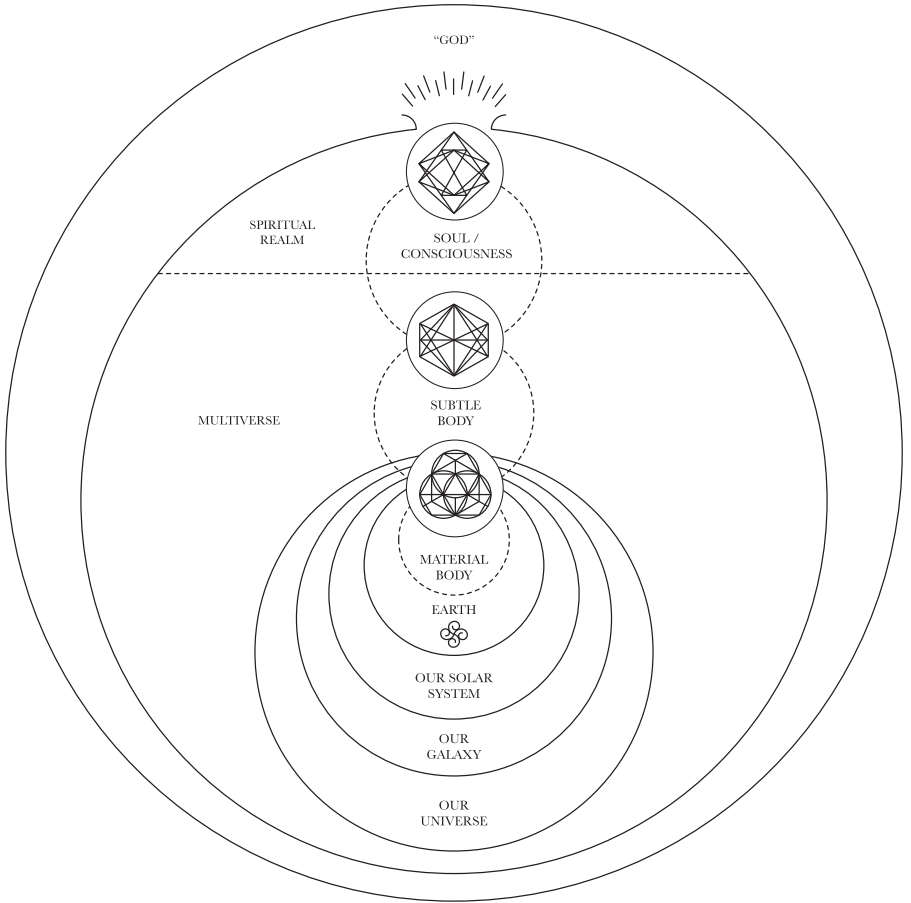 “GOD”
SPIRITUAL
REALM
SOUL /
CONSCIOUSNESS
MULTIVERSE
SUBTLE
BODY
MATERIAL
BODY
EARTH
OUR SOLAR
SYSTEM
OUR
GALAXY
OUR
UNIVERSE